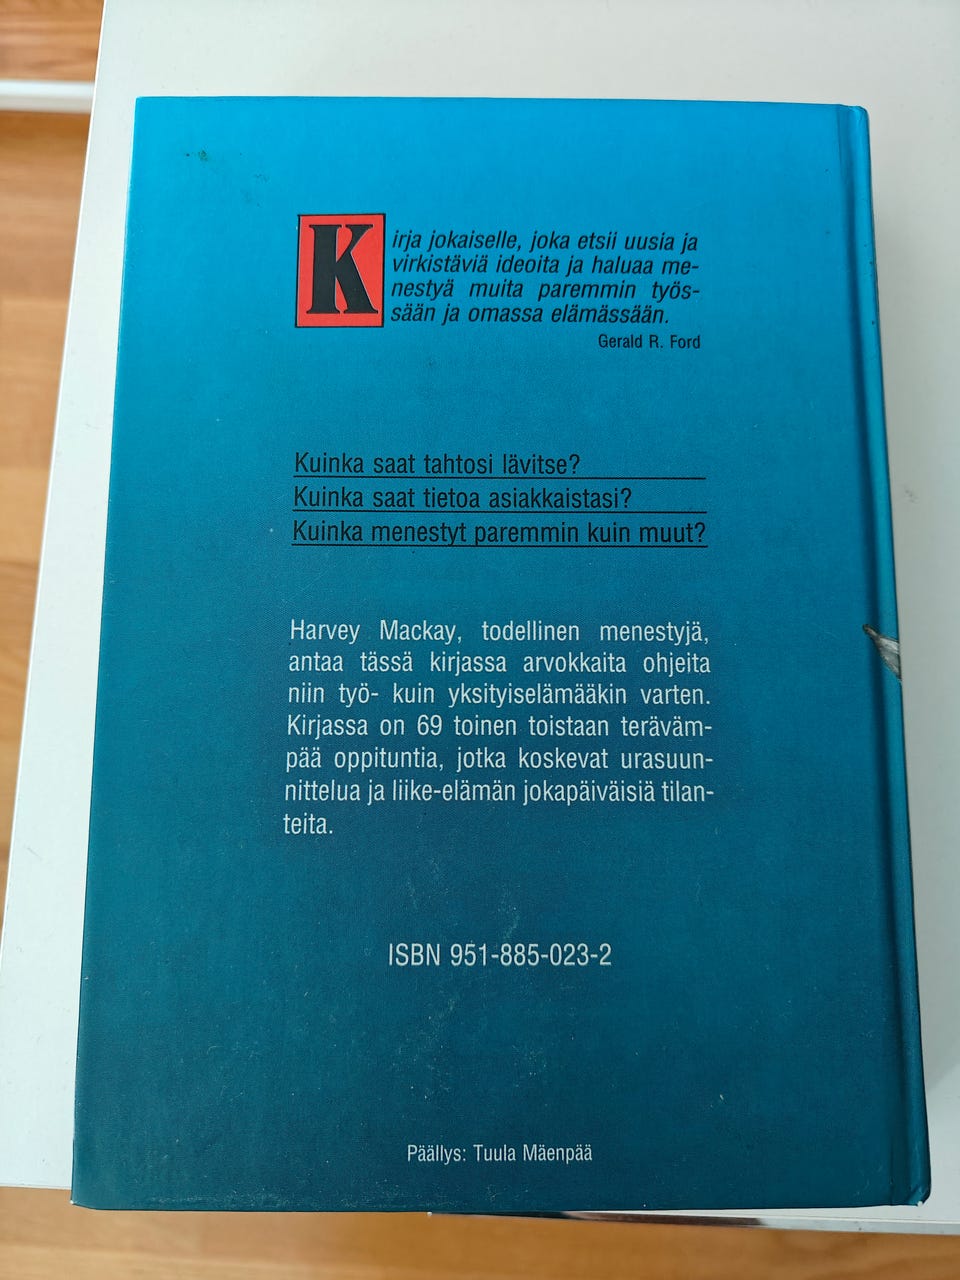 Kirja jokaiselle, joka etsii uusia ja
virkistäviä ideoita ja haluaa me-
nestyä muita paremmin työs-
sään ja omassa elämässään.
Gerald R. Ford
Kuinka saat tahtosi lävitse?
Kuinka saat tietoa asiakkaistasi?
Kuinka menestyt paremmin kuin muut?
Harvey Mackay, todellinen menestyjä,
antaa tässä kirjassa arvokkaita ohjeita
niin työ- kuin yksityiselämääkin varten.
Kirjassa on 69 toinen toistaan teräväm-
pää oppituntia, jotka koskevat urasuun-
nittelua ja liike-elämän jokapäiväisiä tilan-
teita.
ISBN 951-885-023-2
Päällys: Tuula Mäenpää